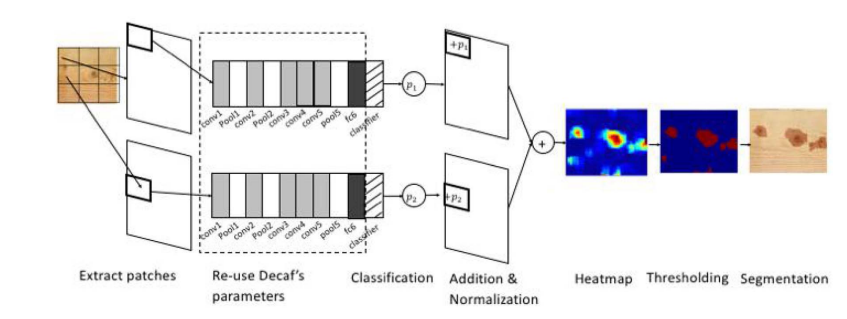 +p₁
p₁
conv1 Pool1 conv2 Pool2 conv3 conv4 conv5 pool5 fc6 classifier
+
+p₂
p₂
conv1 Pool1 conv2 Pool2 conv3 conv4 conv5 pool5 fc6 classifier
Extract patches
Re-use Decaf's
parameters
Classification
Addition &
Normalization
Heatmap
Thresholding
Segmentation